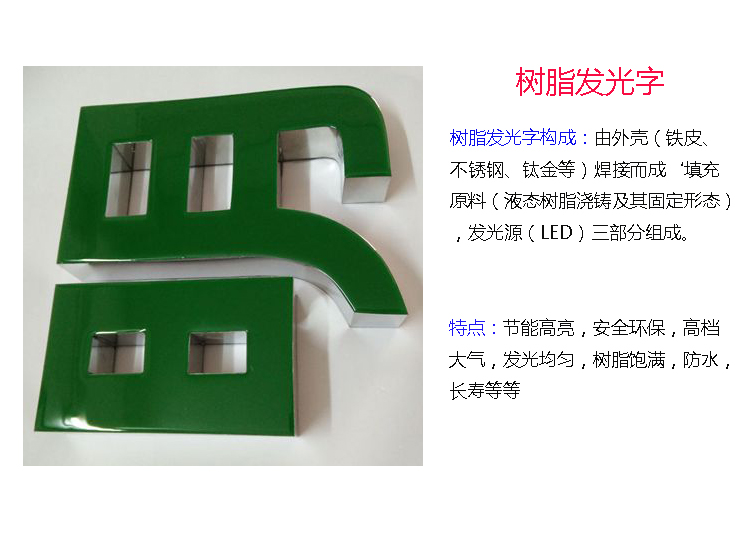 树脂发光字
树脂发光字构成：由外壳（铁皮、
不锈钢、钛金等）焊接而成‘填充
原料（液态树脂浇铸及其固定形态）
，发光源（LED）三部分组成。
特点：节能高亮，安全环保，高档
大气，发光均匀，树脂饱满，防水，
长寿等等